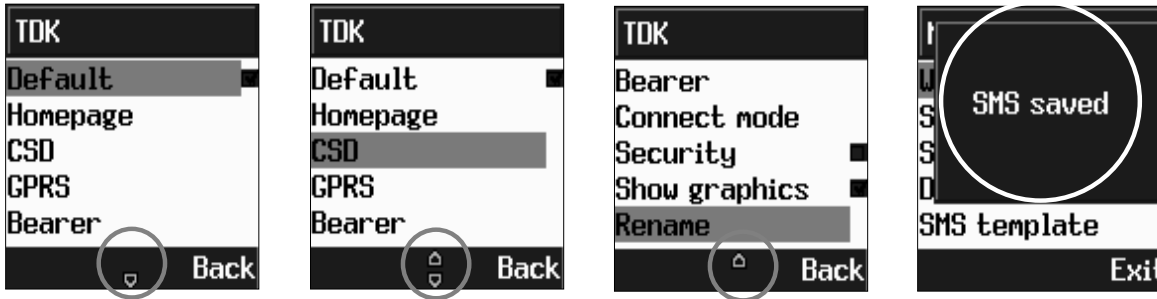 TDK
Default
Homepage
CSD
GPRS
Bearer
Back
TDK
Default
Homepage
CSD
GPRS
Bearer
Back
TDK
Bearer
Connect mode
Security
Show graphics
Rename
Back
SMS saved
SMS template